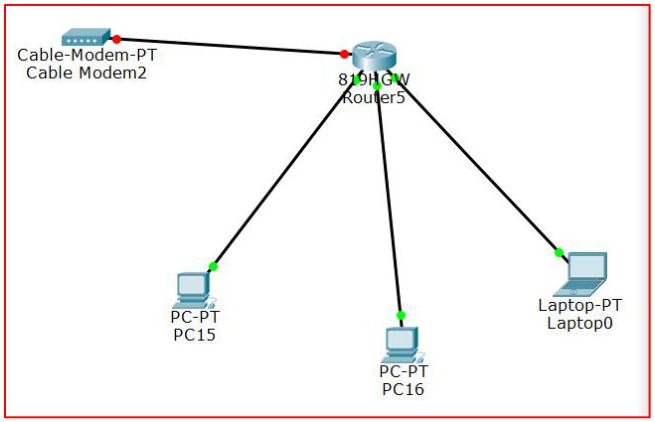 Cable-Modem-PT
Cable Modem2
819HGW
Router5
PC-PT
PC15
Laptop-PT
Laptop0
PC-PT
PC16